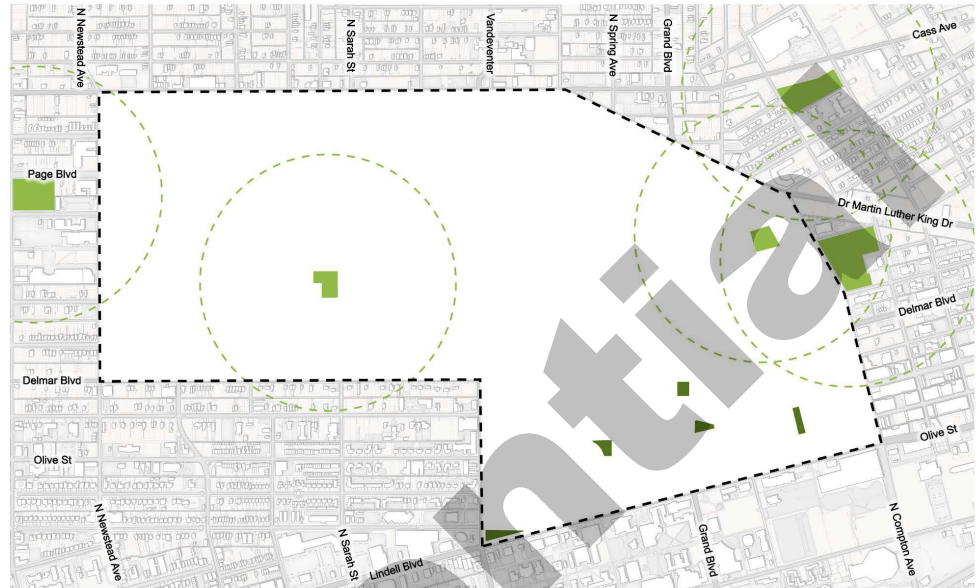 N Newstead Ave
N Sarah St
Vandeventer
N Spring Ave
Grand Blvd
Cass Ave
Page Blvd
Dr Martin Luther King Dr
Delmar Blvd
Delmar Blvd
Olive St
Olive St
N Newstead Ave
N Sarah St
Lindell Blvd
Grand Blvd
N Compton Ave
ntial